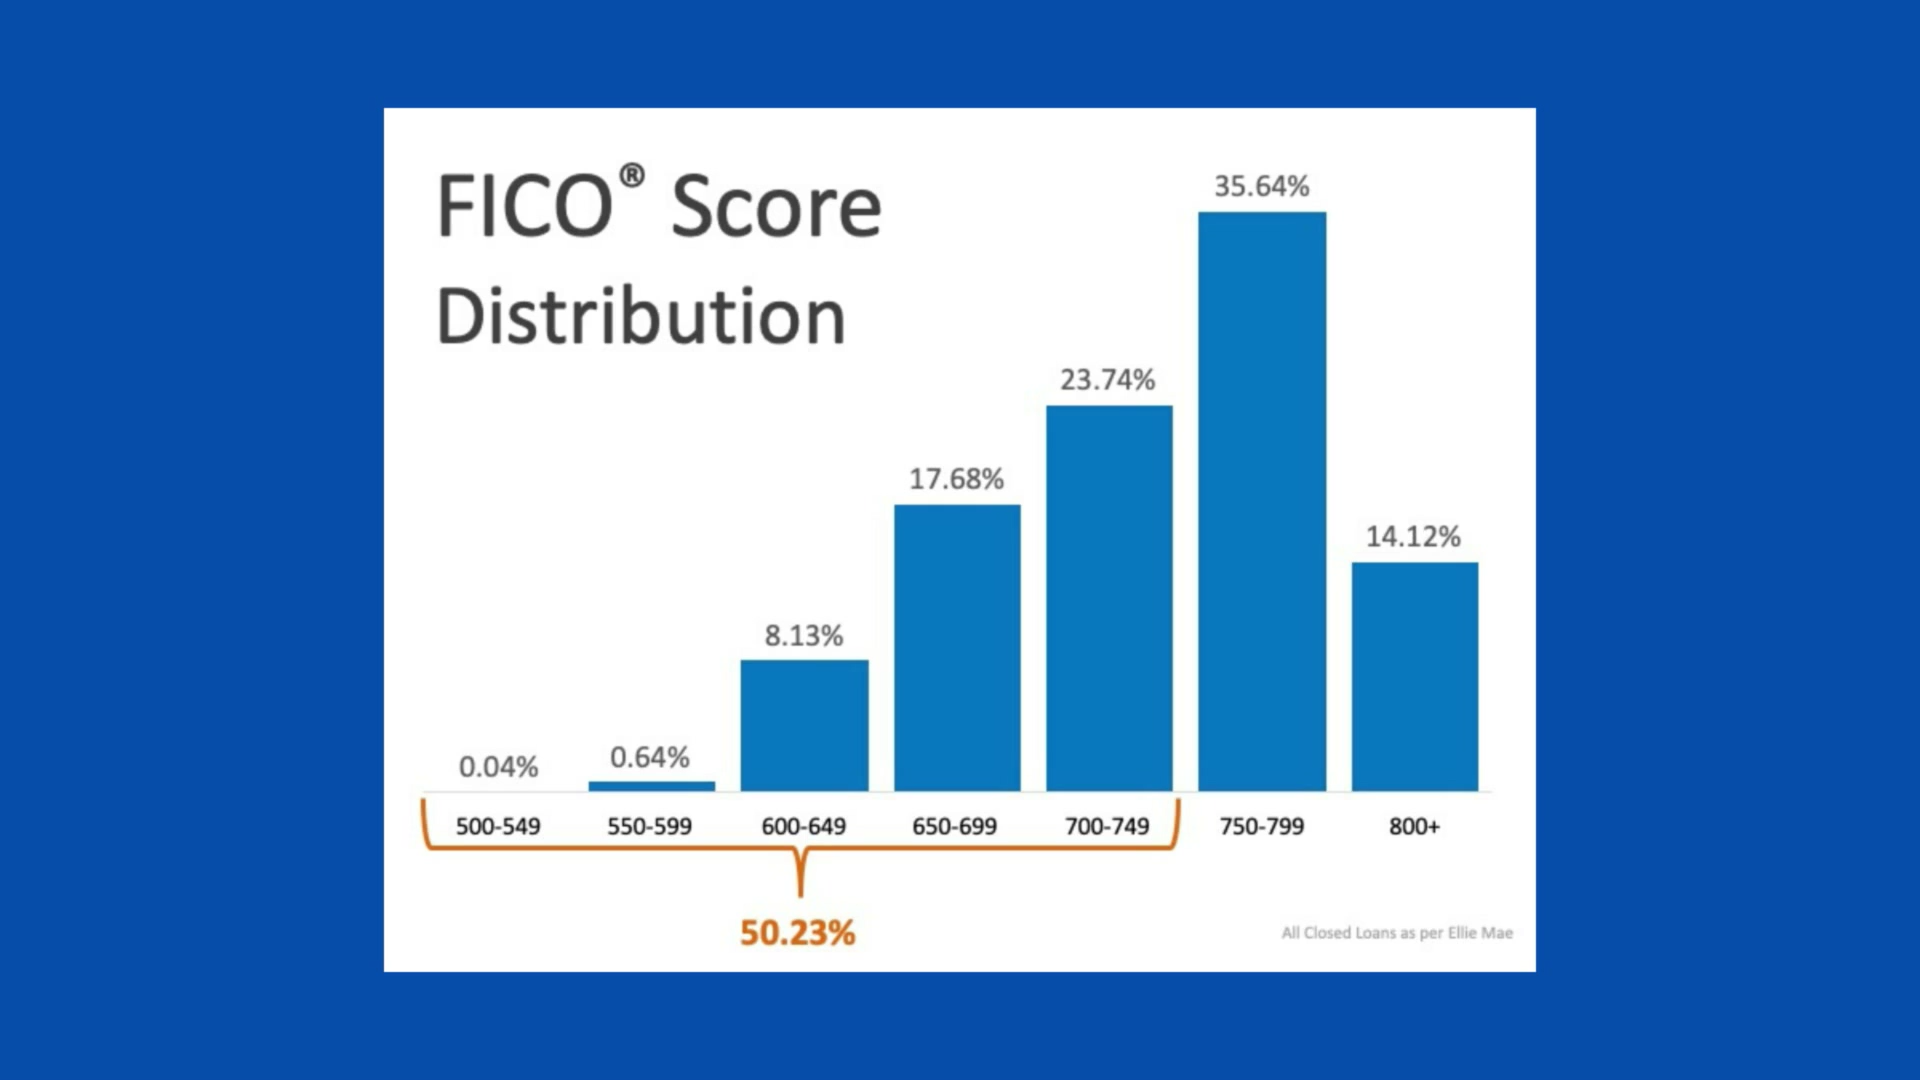 FICO® Score
Distribution
35.64%
23.74%
17.68%
14.12%
8.13%
0.64%
0.04%
500-549 550-599 600-649 650-699 700-749 750-799 800+
50.23%
All Closed Loans as per Ellie Mae